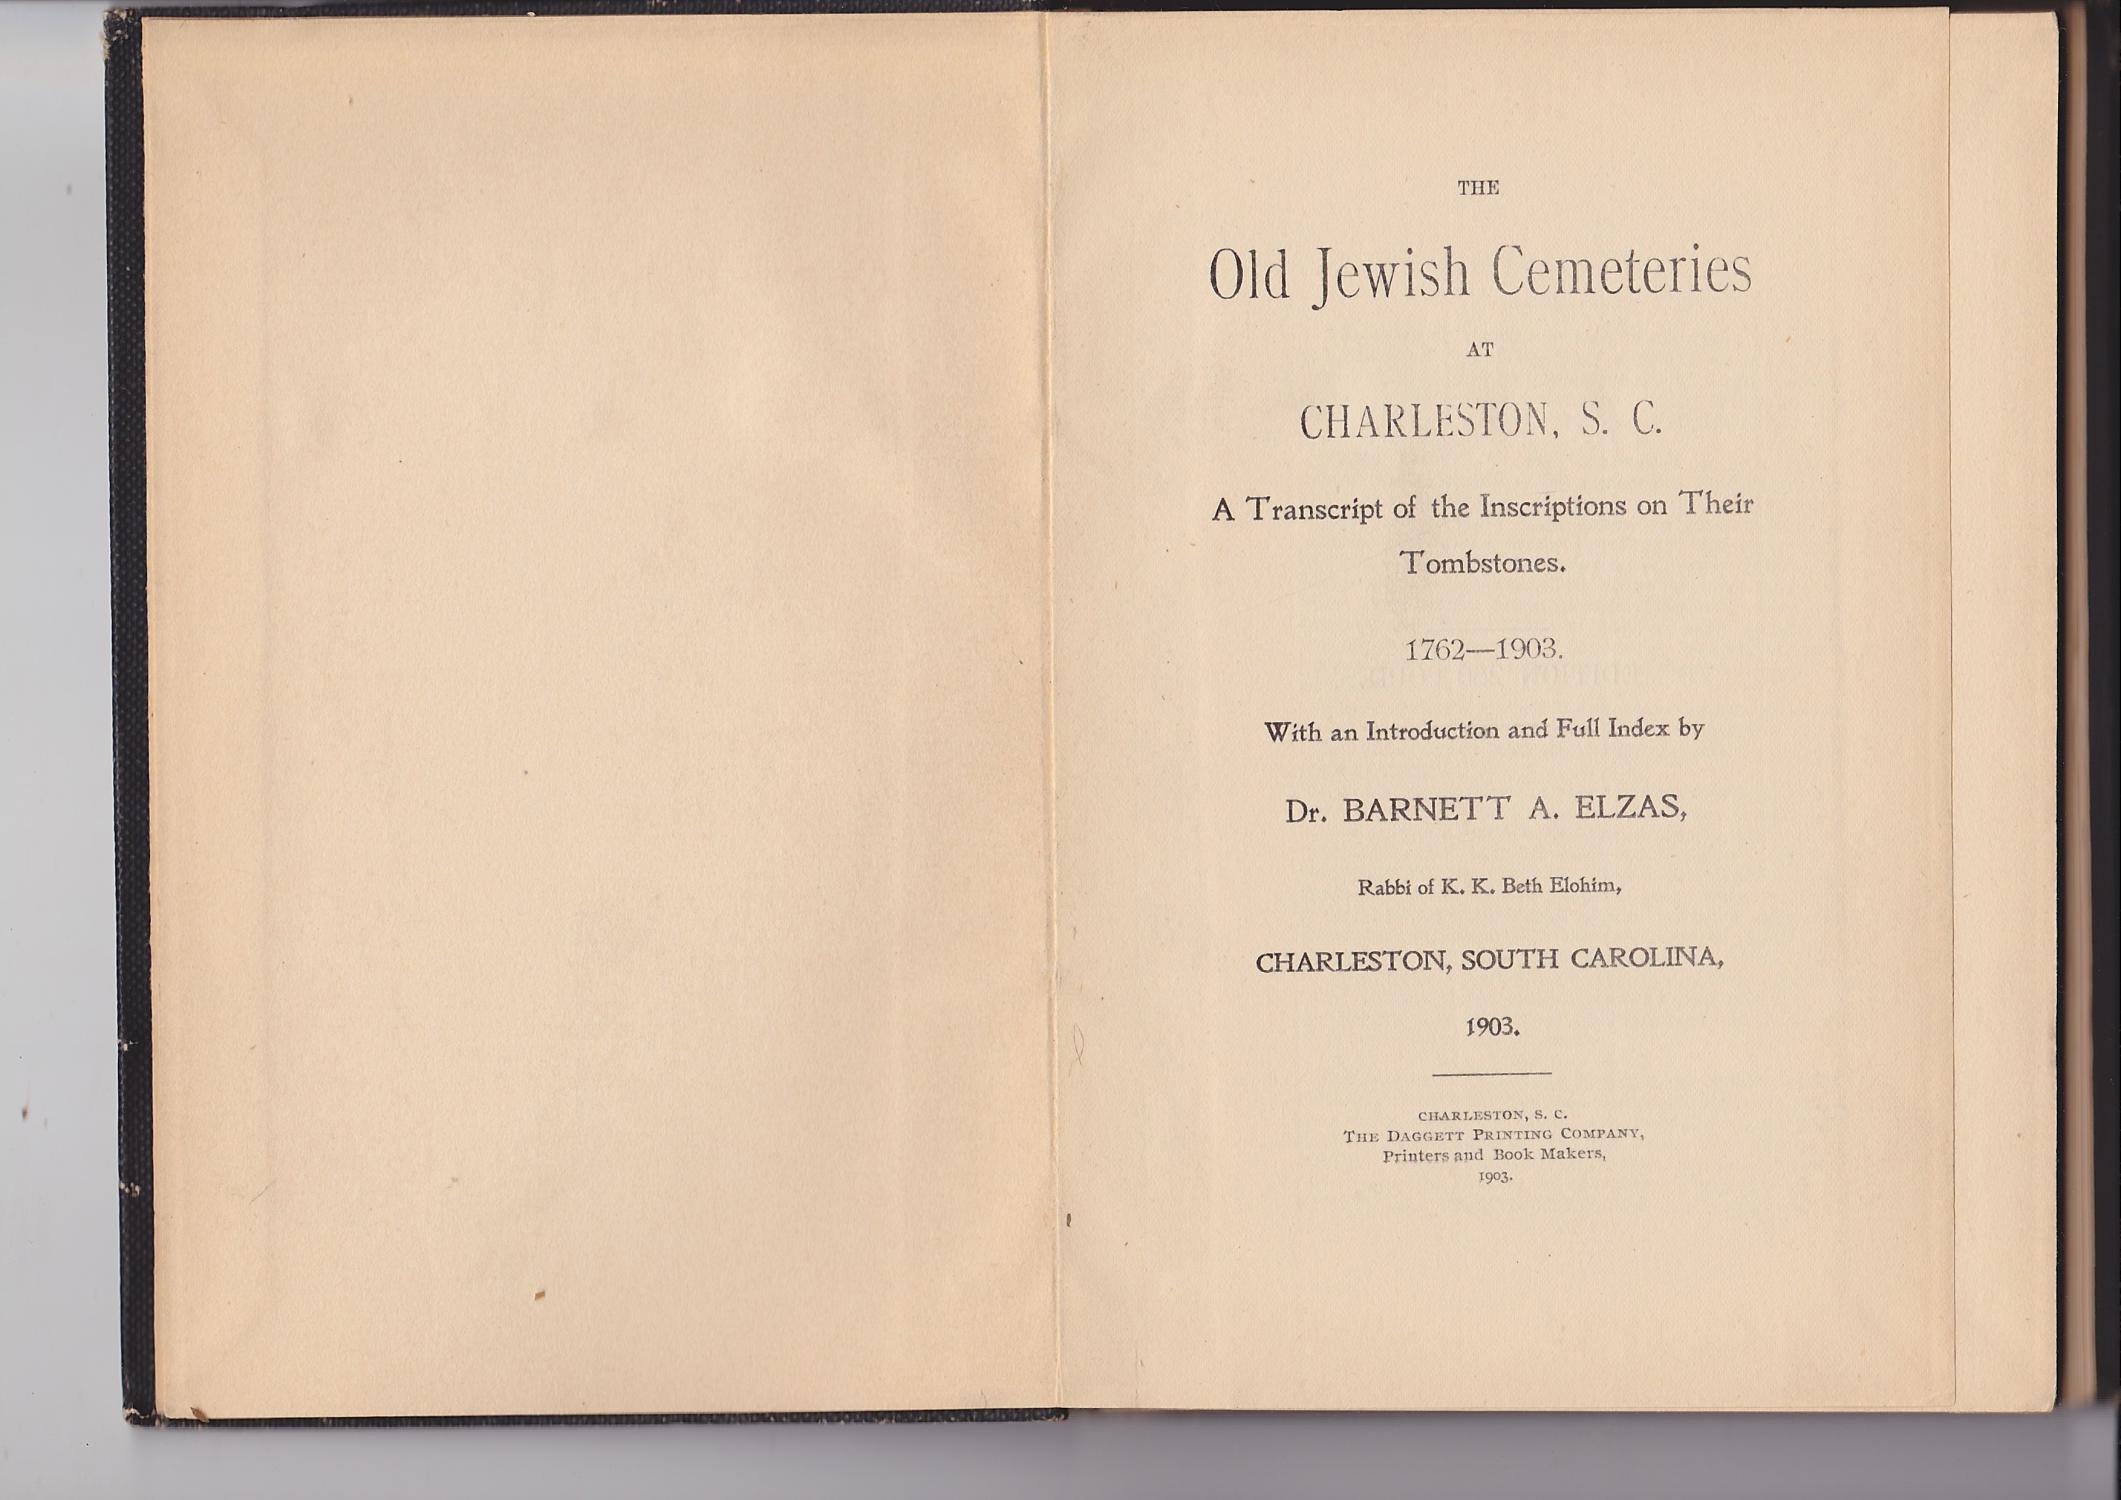 THE
Old Jewish Cemeteries
AT
CHARLESTON, S. C.
A Transcript of the Inscriptions on Their
Tombstones.
1762—1903.
With an Introduction and Full Index by
Dr. BARNETT A. ELZAS,
Rabbi of K. K. Beth Elohim,
CHARLESTON, SOUTH CAROLINA,
1903.
CHARLESTON, S. C.
THE DAGGETT PRINTING COMPANY,
Printers and Book Makers,
1903.